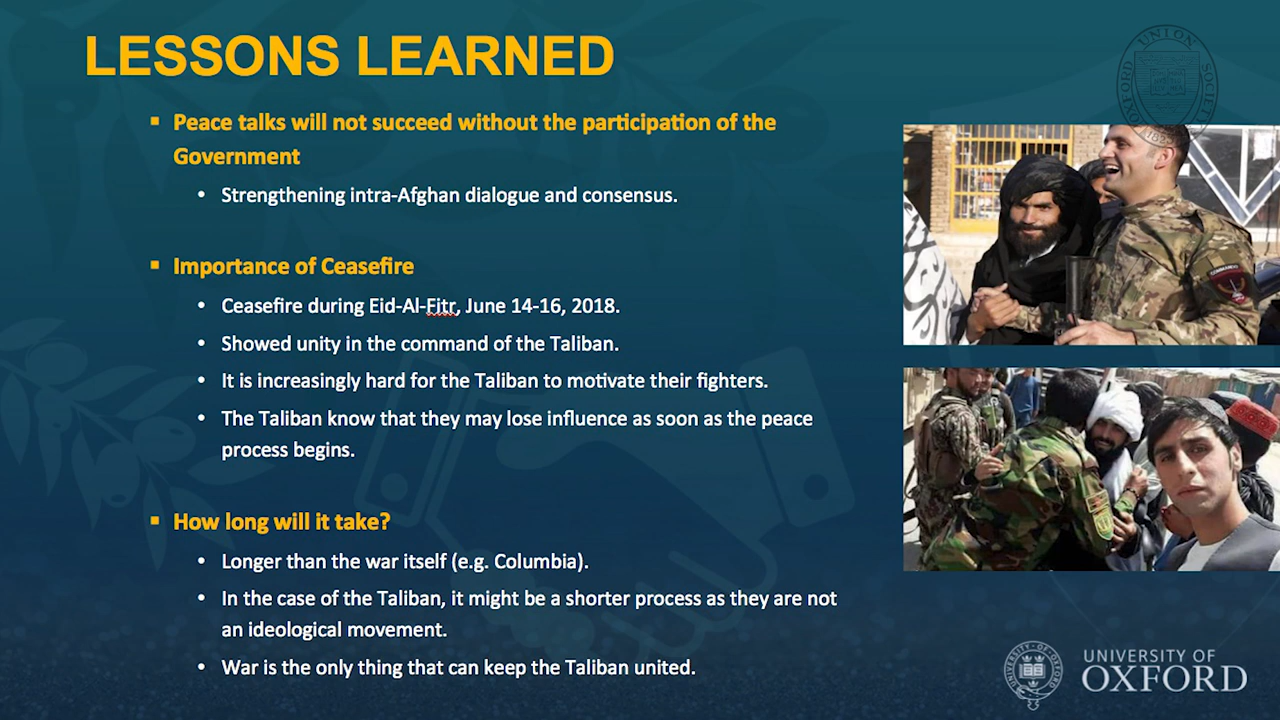 LESSONS LEARNED
▪ Peace talks will not succeed without the participation of the
Government
• Strengthening intra-Afghan dialogue and consensus.
▪ Importance of Ceasefire
• Ceasefire during Eid-Al-Fitr, June 14-16, 2018.
• Showed unity in the command of the Taliban.
• It is increasingly hard for the Taliban to motivate their fighters.
• The Taliban know that they may lose influence as soon as the peace
process begins.
▪ How long will it take?
• Longer than the war itself (e.g. Columbia).
• In the case of the Taliban, it might be a shorter process as they are not
an ideological movement.
• War is the only thing that can keep the Taliban united.
OXFORD UNION SOCIETY
COMMANDO
UNIVERSITY OF
OXFORD